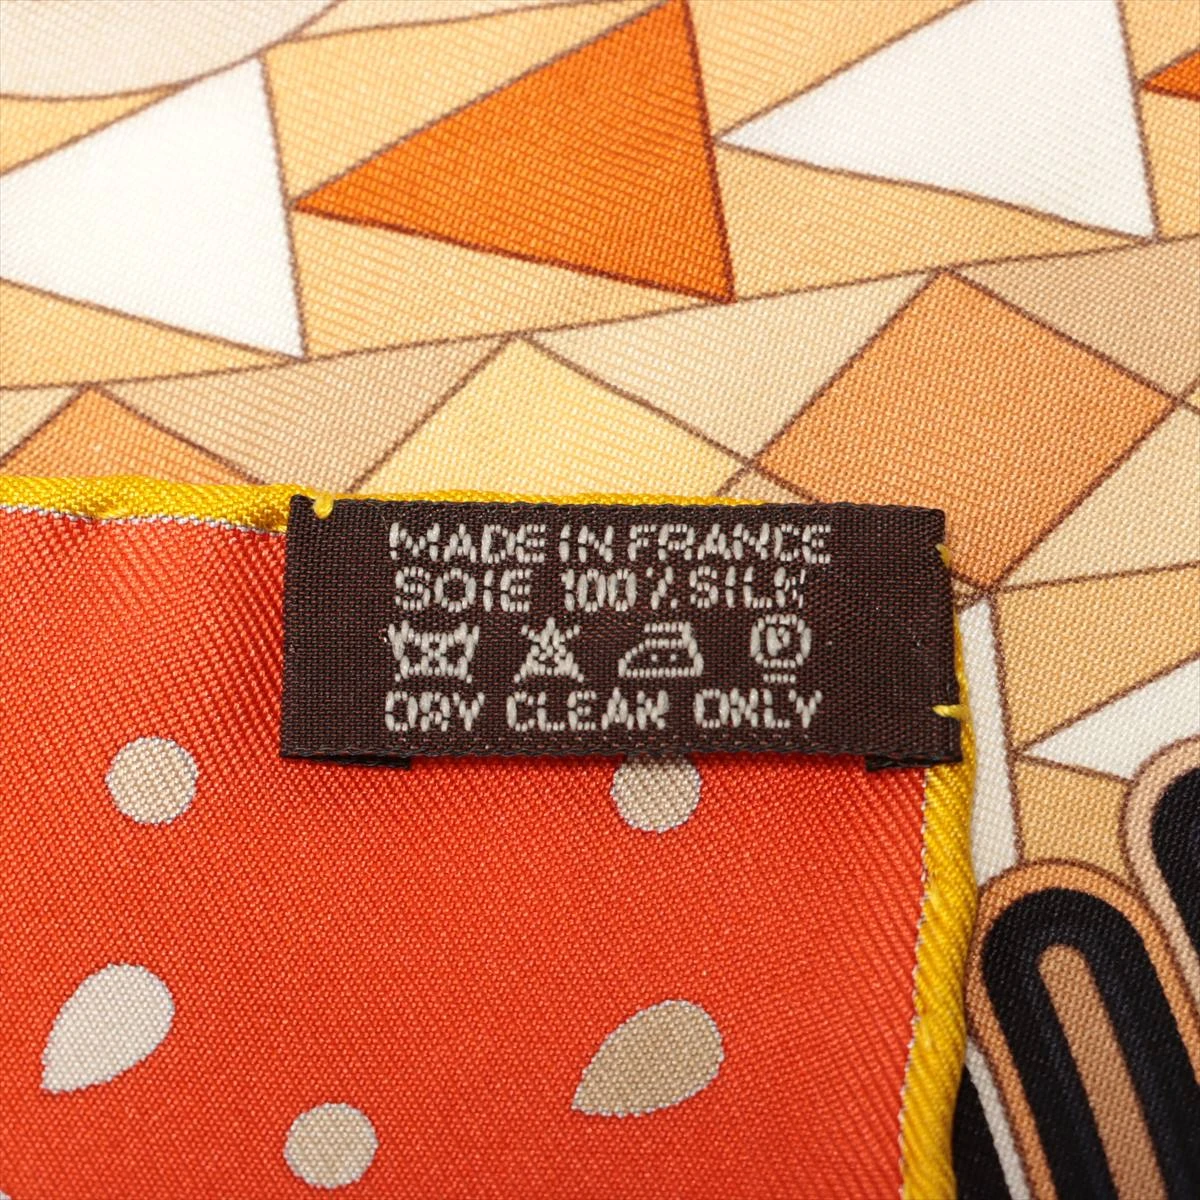 MADE IN FRANCE
SOIE 100% SILK
P
DRY CLEAN ONLY